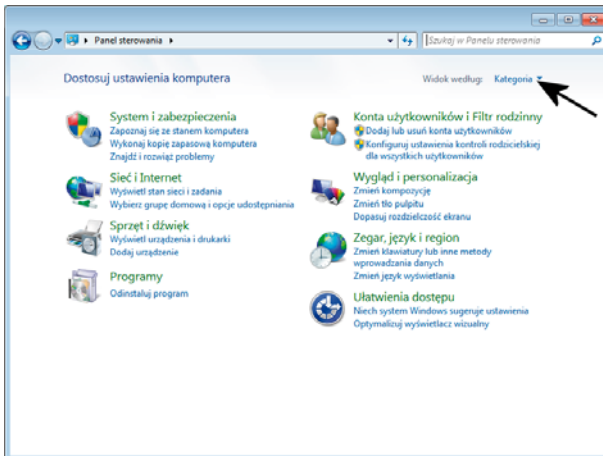 Panel sterowania
Szukaj w Panelu sterowania
Dostosuj ustawienia komputera
Widok według: Kategoria
System i zabezpieczenia
Zapoznaj się ze stanem komputera
Wykonaj kopię zapasową komputera
Znajdź i rozwiąż problemy
Sieć i Internet
Wyświetl stan sieci i zadania
Wybierz grupę domową i opcje udostępniania
Sprzęt i dźwięk
Wyświetl urządzenia i drukarki
Dodaj urządzenie
Programy
Odinstaluj program
Konta użytkowników i Filtr rodzinny
Dodaj lub usuń konta użytkowników
Konfiguruj ustawienia kontroli rodzicielskiej
dla wszystkich użytkowników
Wygląd i personalizacja
Zmień kompozycję
Zmień tło pulpitu
Dopasuj rozdzielczość ekranu
Zegar, język i region
Zmień klawiatury lub inne metody
wprowadzania danych
Zmień język wyświetlania
Ułatwienia dostępu
Niech system Windows sugeruje ustawienia
Optymalizuj wyświetlacz wizualny